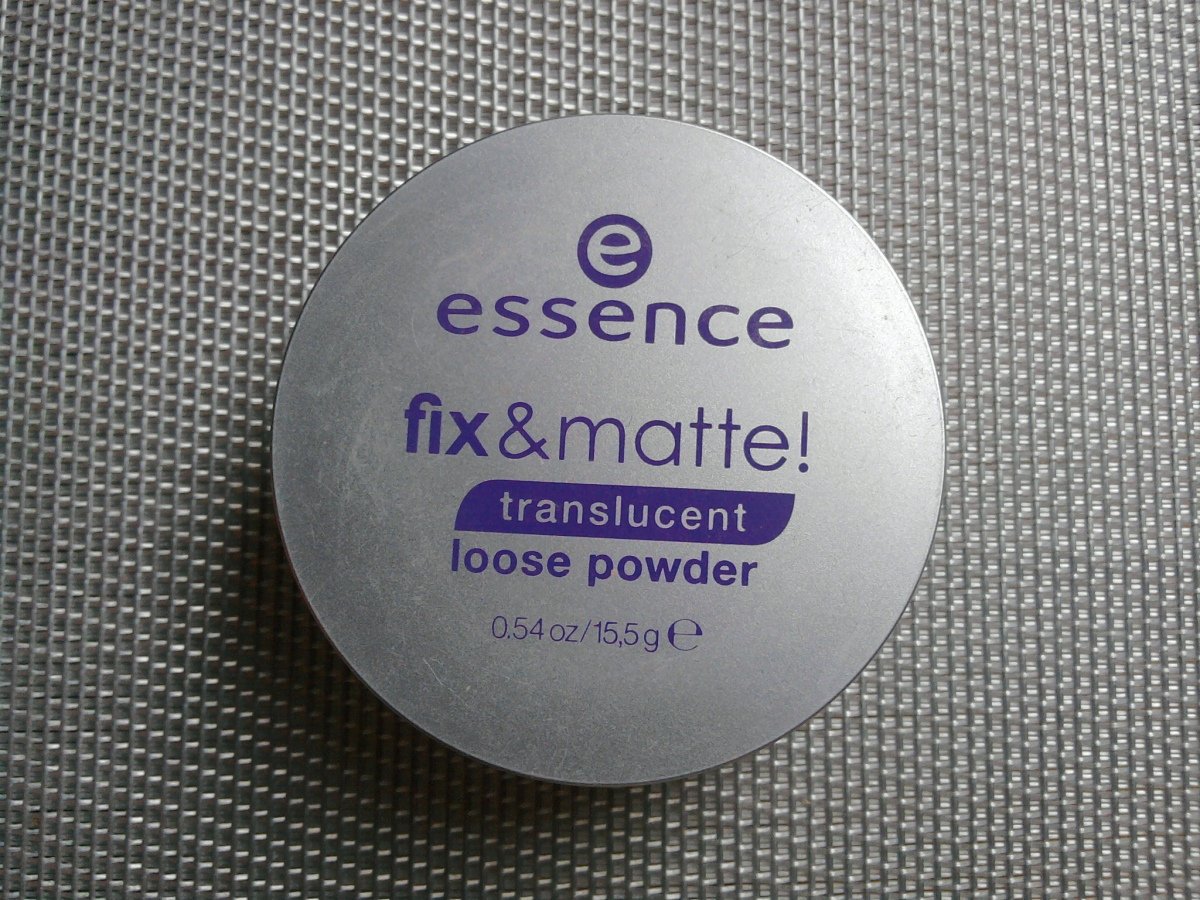 e
essence
fix&matte!
translucent
loose powder
0.54 oz/15,5 g ℮